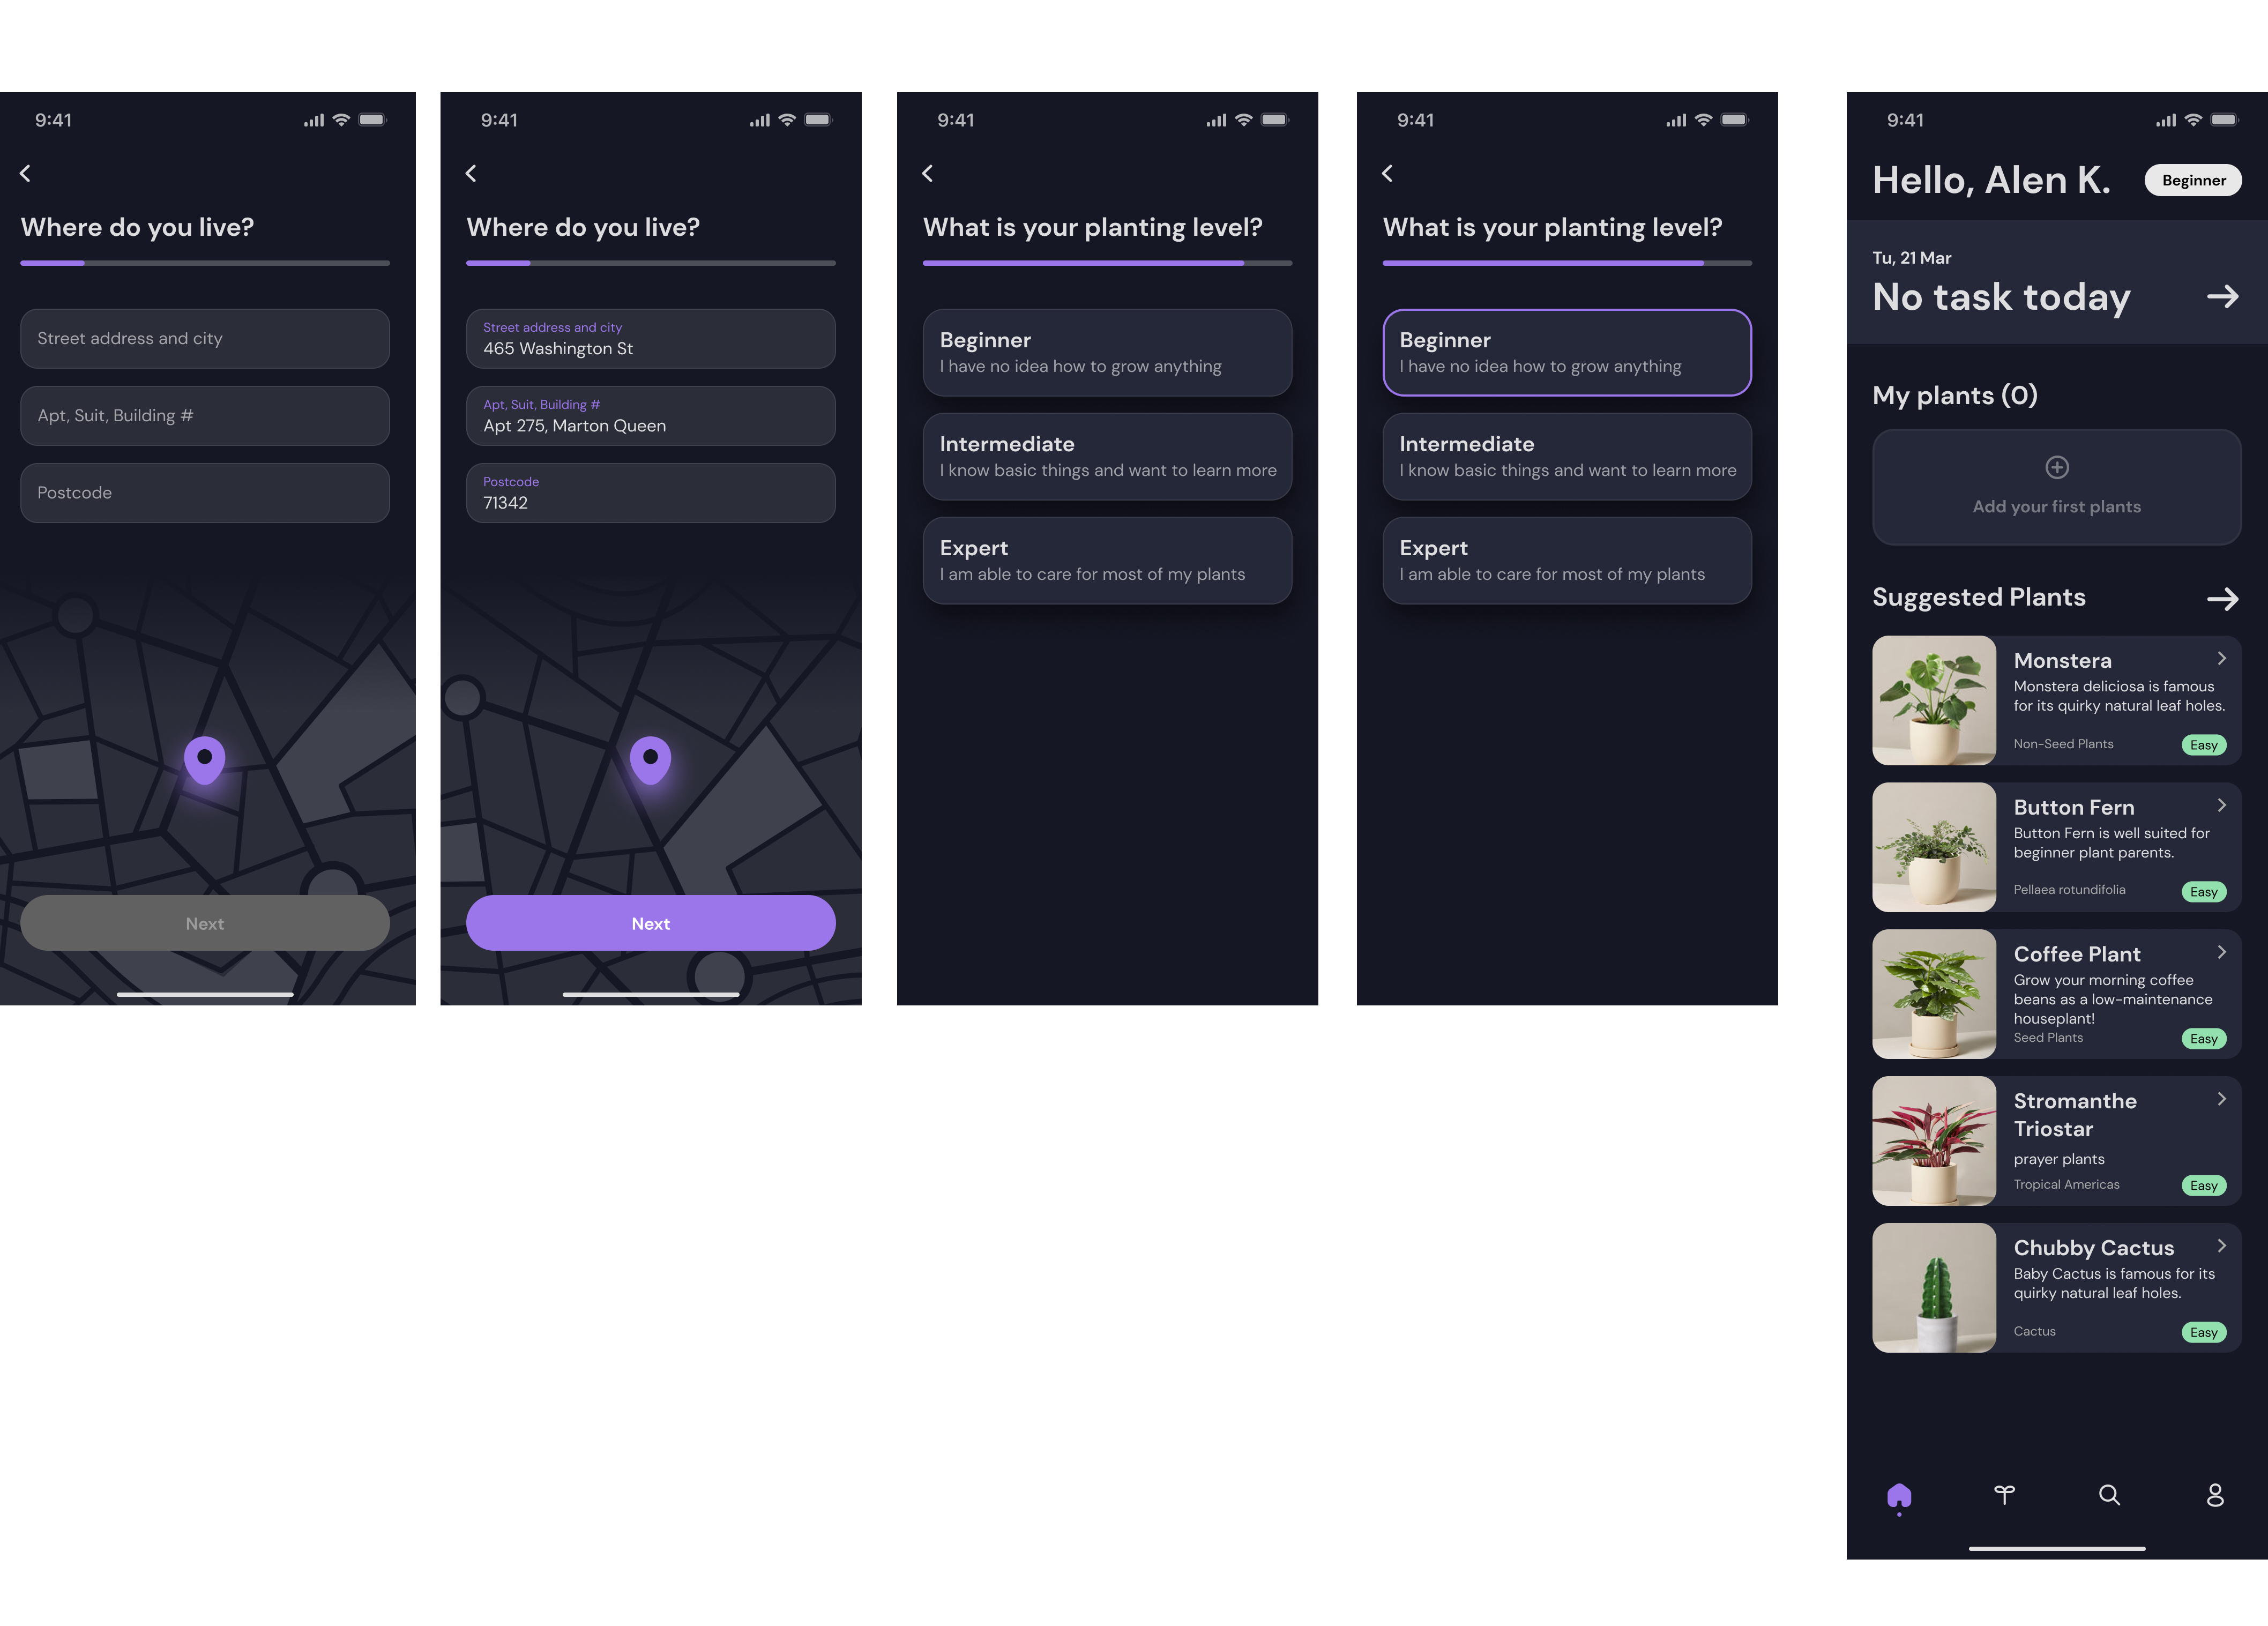 9:41
Where do you live?
Street address and city
Apt, Suit, Building #
Postcode
Next
9:41
Where do you live?
Street address and city
465 Washington St
Apt, Suit, Building #
Apt 275, Marton Queen
Postcode
71342
Next
9:41
What is your planting level?
Beginner
I have no idea how to grow anything
Intermediate
I know basic things and want to learn more
Expert
I am able to care for most of my plants
9:41
What is your planting level?
Beginner
I have no idea how to grow anything
Intermediate
I know basic things and want to learn more
Expert
I am able to care for most of my plants
9:41
Hello, Alen K.
Beginner
Tu, 21 Mar
No task today
My plants (0)
Add your first plants
Suggested Plants
Monstera
Monstera deliciosa is famous
for its quirky natural leaf holes.
Non-Seed Plants
Easy
Button Fern
Button Fern is well suited for
beginner plant parents.
Pellaea rotundifolia
Easy
Coffee Plant
Grow your morning coffee
beans as a low-maintenance
houseplant!
Seed Plants
Easy
Stromanthe
Triostar
prayer plants
Tropical Americas
Easy
Chubby Cactus
Baby Cactus is famous for its
quirky natural leaf holes.
Cactus
Easy